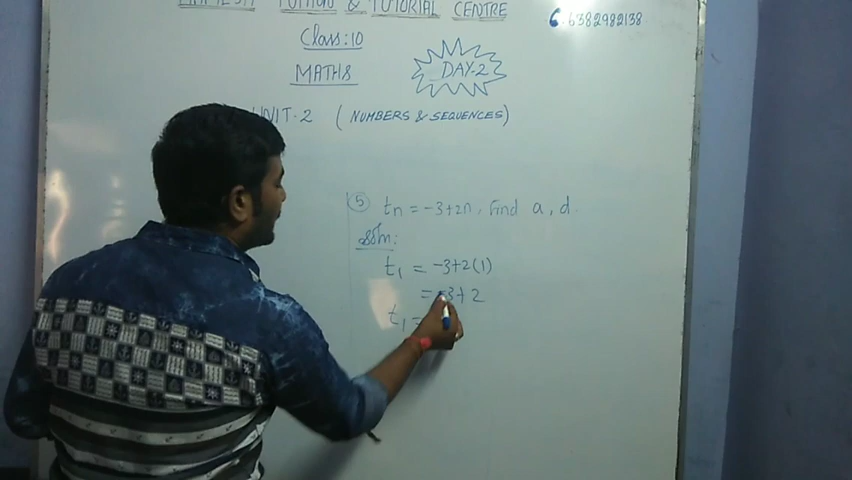 TUITION & TUTORIAL CENTRE
6382982138
Class: 10
MATHS
DAY-2
UNIT-2 (NUMBERS & SEQUENCES)
⑤ tn = -3+2n, Find a, d.
Soln:
t₁ = -3+2(1)
= -3+2
t₁ =